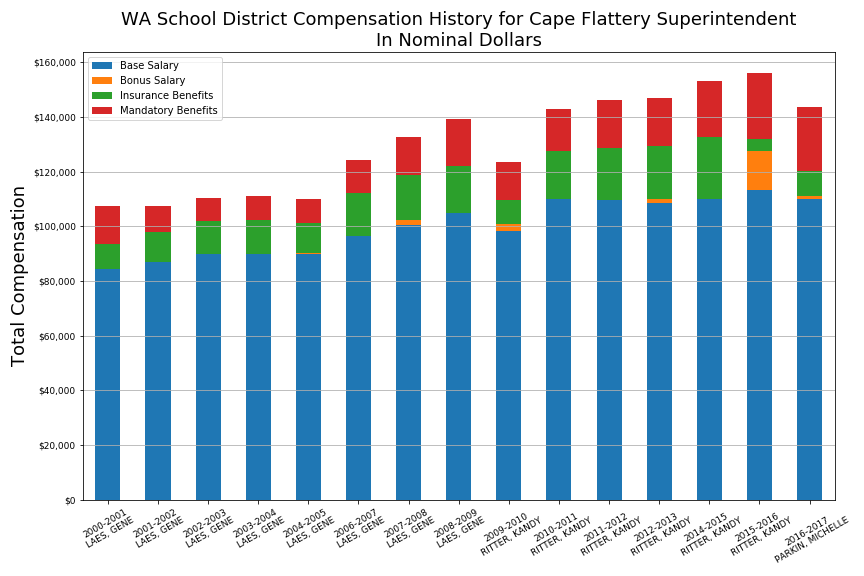 WA School District Compensation History for Cape Flattery Superintendent
In Nominal Dollars
Base Salary
Bonus Salary
Insurance Benefits
Mandatory Benefits
Total Compensation
$160,000
$140,000
$120,000
$100,000
$80,000
$60,000
$40,000
$20,000
$0
2000-2001
LAES, GENE
2001-2002
LAES, GENE
2002-2003
LAES, GENE
2003-2004
LAES, GENE
2004-2005
LAES, GENE
2006-2007
LAES, GENE
2007-2008
LAES, GENE
2008-2009
LAES, GENE
2009-2010
RITTER, KANDY
2010-2011
RITTER, KANDY
2011-2012
RITTER, KANDY
2012-2013
RITTER, KANDY
2014-2015
RITTER, KANDY
2015-2016
RITTER, KANDY
2016-2017
PARKIN, MICHELLE